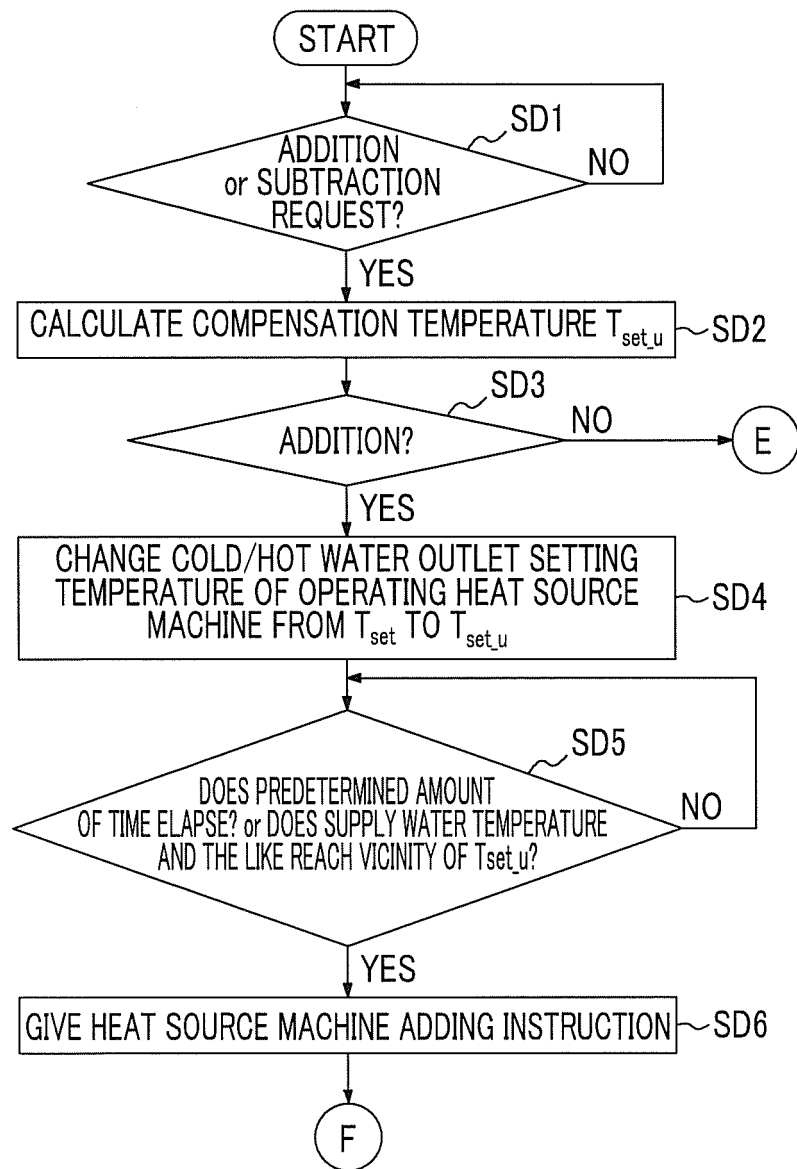 START
SD1
ADDITION
or SUBTRACTION
REQUEST?
NO
YES
CALCULATE COMPENSATION TEMPERATURE Tset_u
SD2
SD3
ADDITION?
NO
E
YES
CHANGE COLD/HOT WATER OUTLET SETTING
TEMPERATURE OF OPERATING HEAT SOURCE
MACHINE FROM Tset TO Tset_u
SD4
SD5
DOES PREDETERMINED AMOUNT
OF TIME ELAPSE? or DOES SUPPLY WATER TEMPERATURE
AND THE LIKE REACH VICINITY OF Tset_u?
NO
YES
GIVE HEAT SOURCE MACHINE ADDING INSTRUCTION
SD6
F